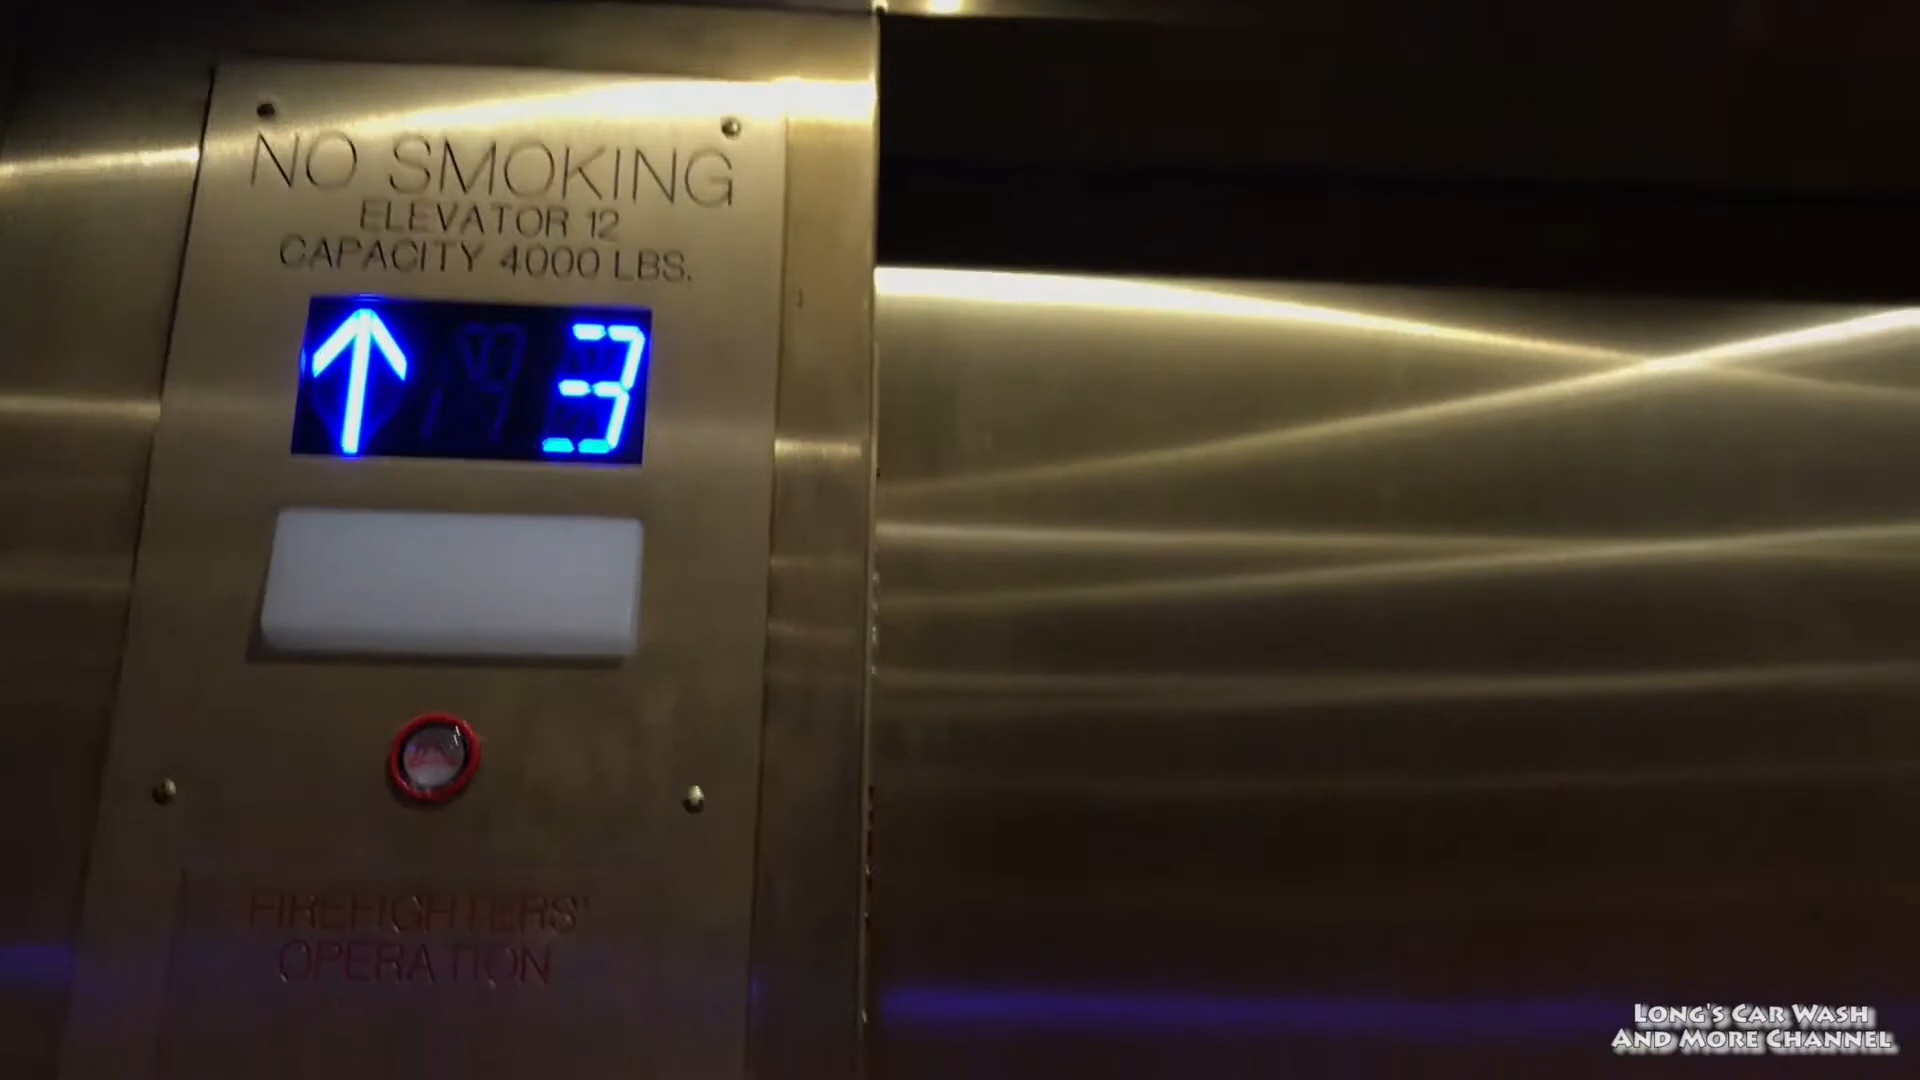 NO SMOKING
ELEVATOR 12
CAPACITY 4000 LBS.
3
FIREFIGHTERS'
OPERATION
LONG'S CAR WASH
AND MORE CHANNEL